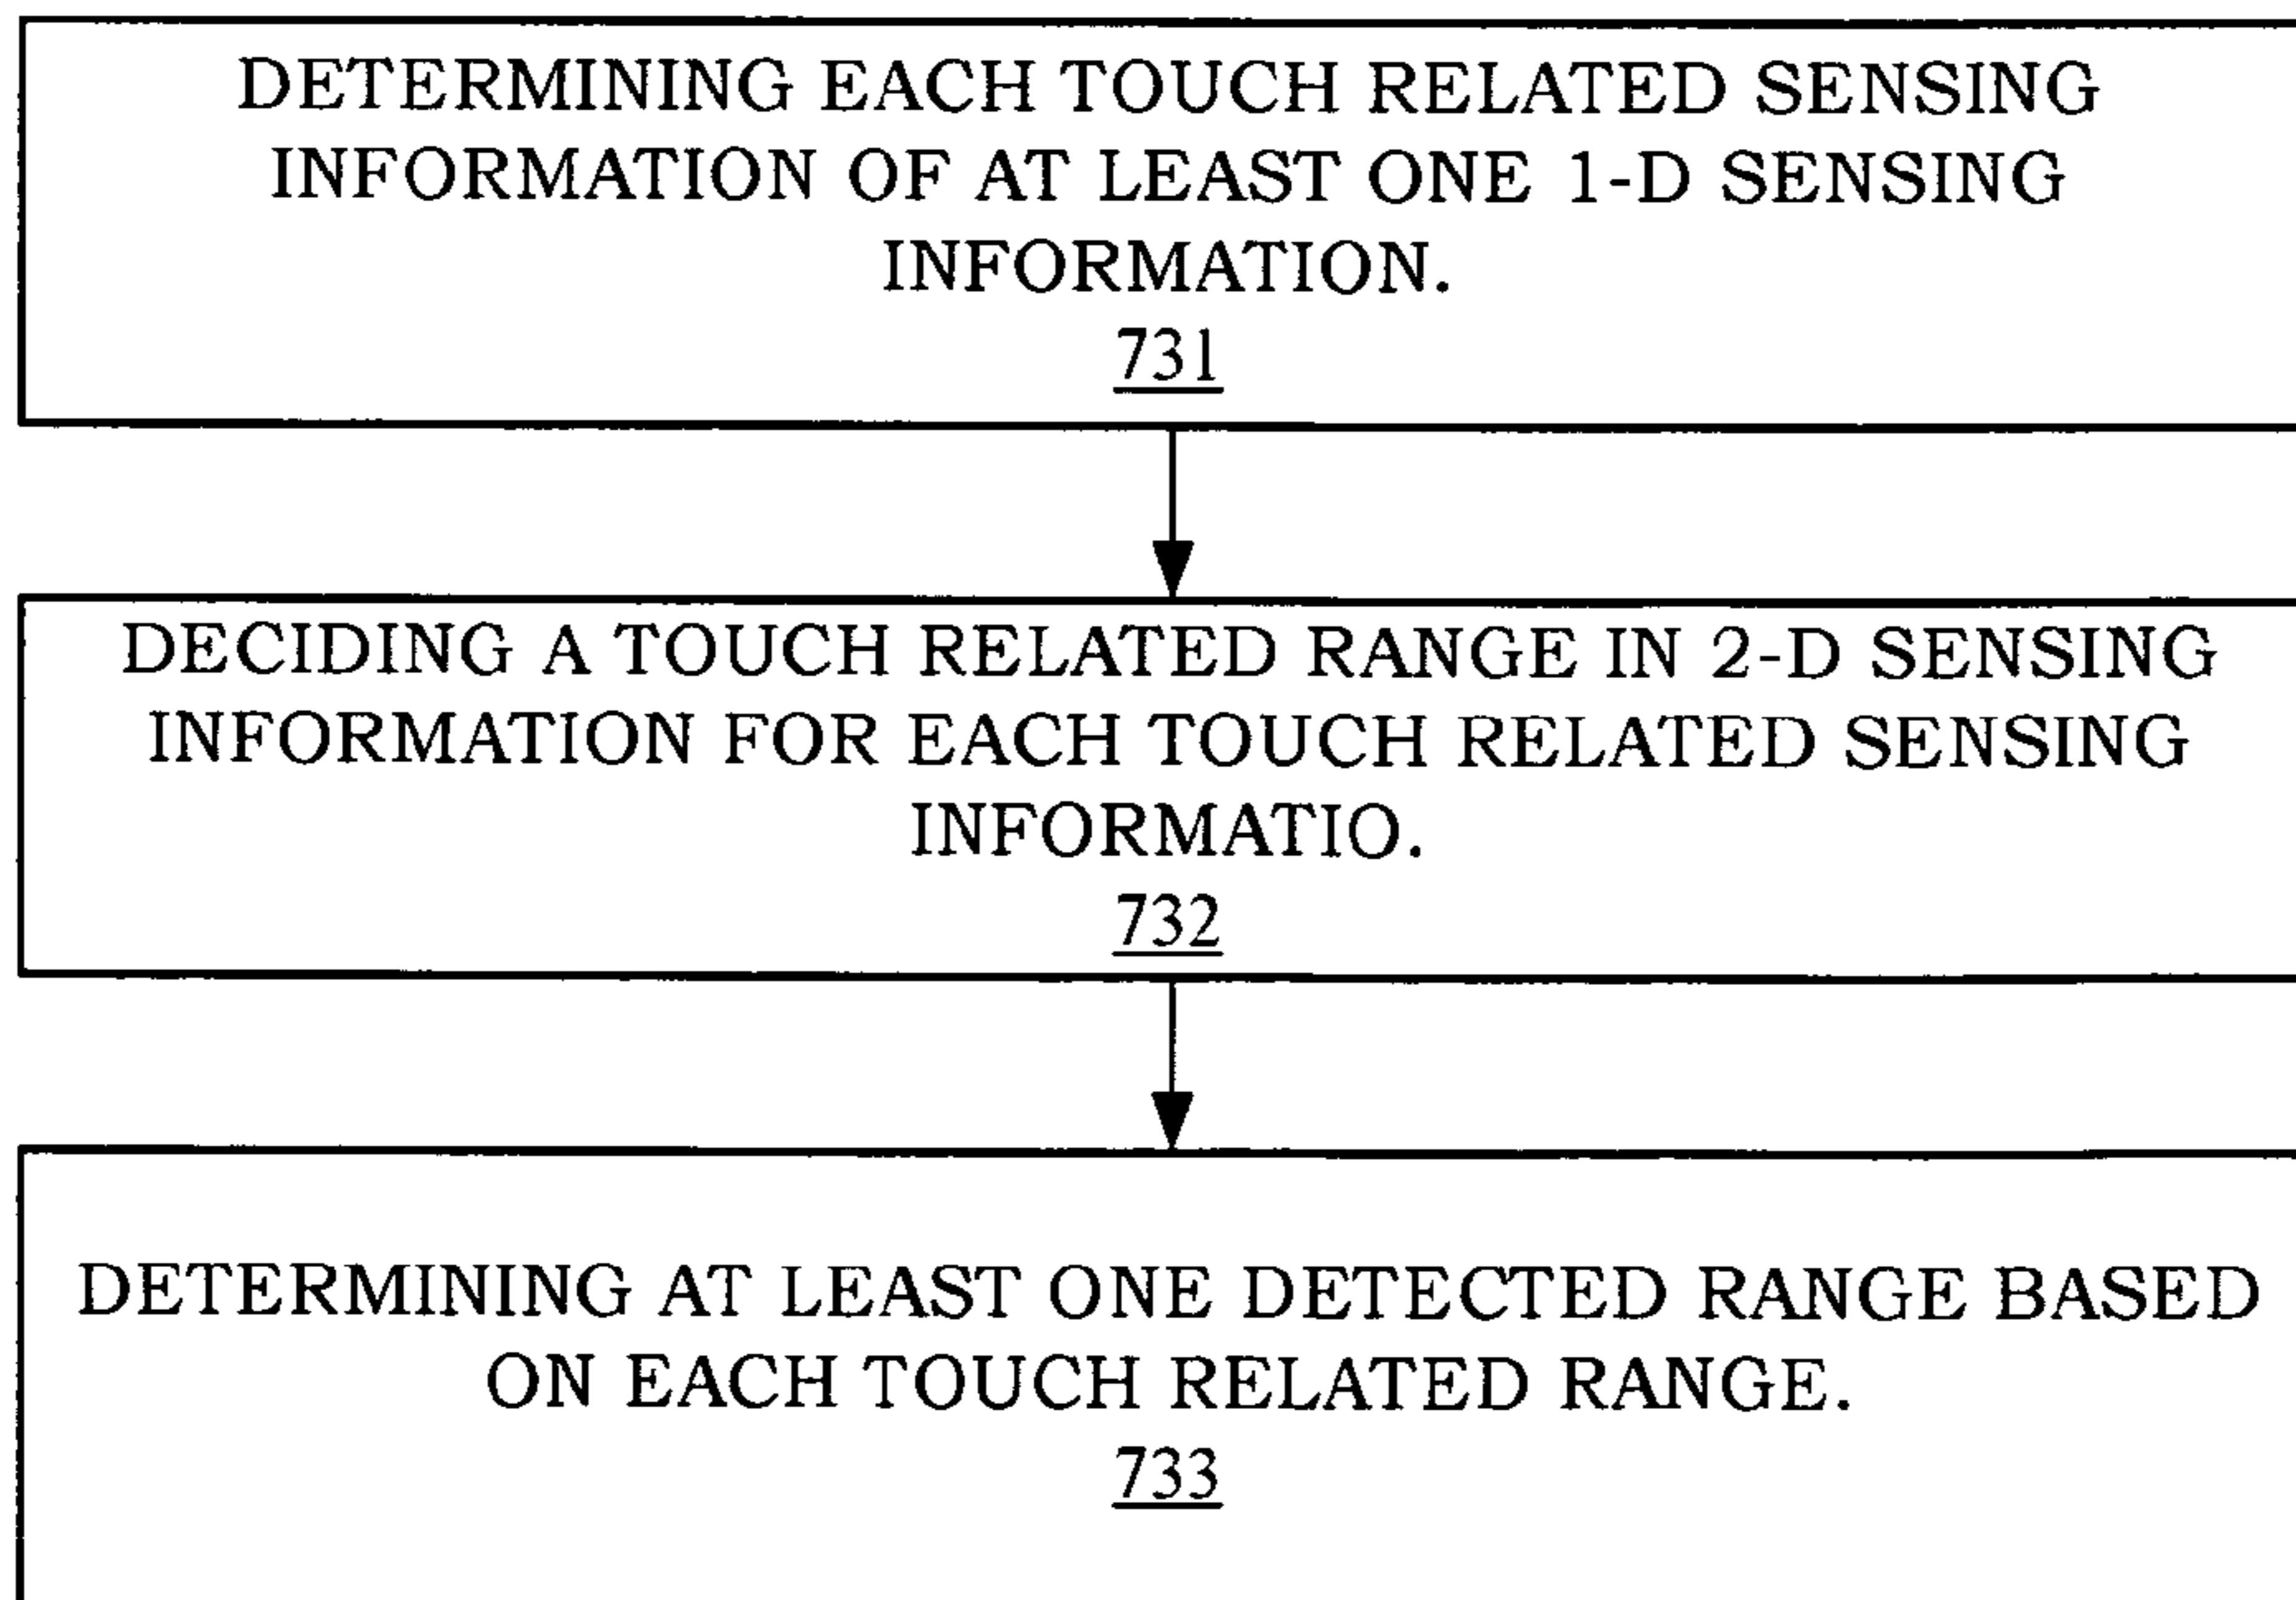 DETERMINING EACH TOUCH RELATED SENSING
INFORMATION OF AT LEAST ONE 1-D SENSING
INFORMATION.
731
DECIDING A TOUCH RELATED RANGE IN 2-D SENSING
INFORMATION FOR EACH TOUCH RELATED SENSING
INFORMATIO.
732
DETERMINING AT LEAST ONE DETECTED RANGE BASED
ON EACH TOUCH RELATED RANGE.
733